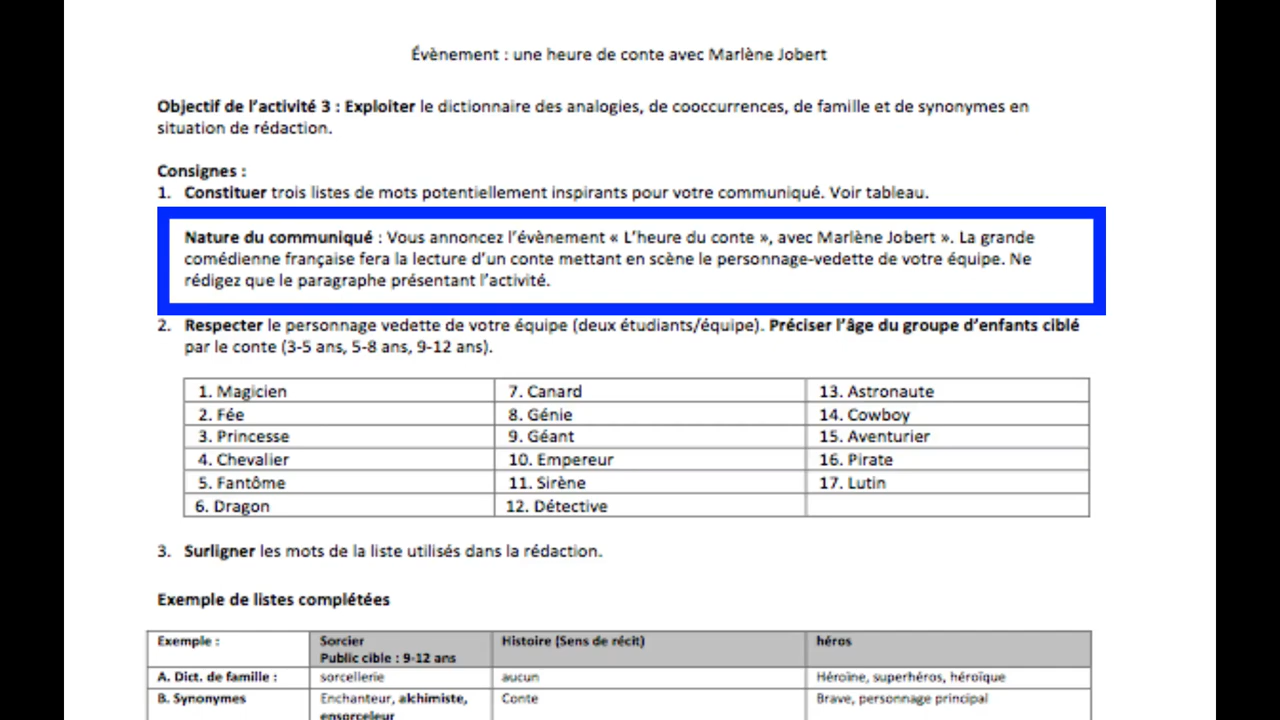 Évènement : une heure de conte avec Marlène Jobert
Objectif de l'activité 3 : Exploiter le dictionnaire des analogies, de cooccurrences, de famille et de synonymes en
situation de rédaction.
Consignes :
1. Constituer trois listes de mots potentiellement inspirants pour votre communiqué. Voir tableau.
Nature du communiqué : Vous annoncez l'évènement « L'heure du conte », avec Marlène Jobert ». La grande
comédienne française fera la lecture d'un conte mettant en scène le personnage-vedette de votre équipe. Ne
rédigez que le paragraphe présentant l'activité.
2. Respecter le personnage vedette de votre équipe (deux étudiants/équipe). Préciser l'âge du groupe d'enfants ciblé
par le conte (3-5 ans, 5-8 ans, 9-12 ans).
1. Magicien 7. Canard 13. Astronaute
2. Fée 8. Génie 14. Cowboy
3. Princesse 9. Géant 15. Aventurier
4. Chevalier 10. Empereur 16. Pirate
5. Fantôme 11. Sirène 17. Lutin
6. Dragon 12. Détective
3. Surligner les mots de la liste utilisés dans la rédaction.
Exemple de listes complétées
Exemple : Sorcier Histoire (Sens de récit) héros
Public cible : 9-12 ans
A. Dict. de famille : sorcellerie aucun Héroïne, superhéros, héroïque
B. Synonymes Enchanteur, alchimiste, Conte Brave, personnage principal
ensorceleur